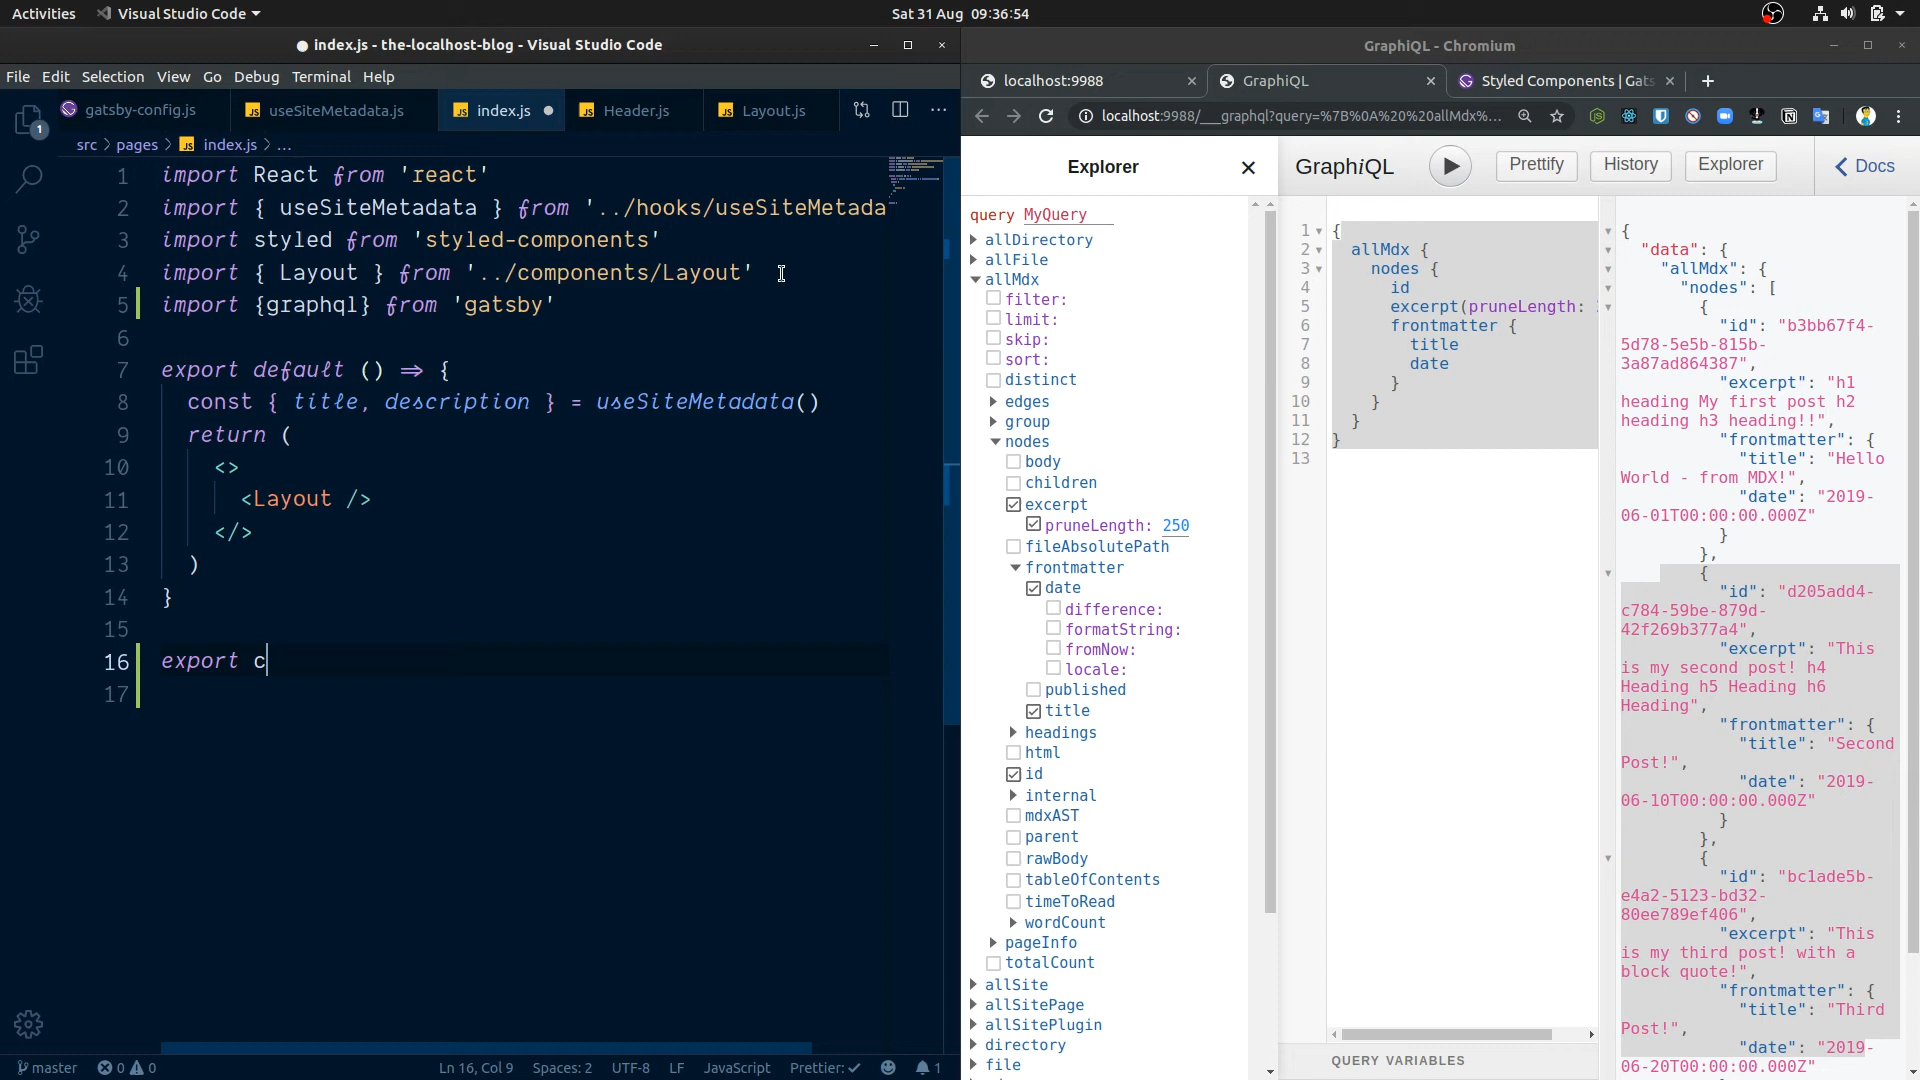 Activities
Visual Studio Code
Sat 31 Aug 09:36:54
index.js - the-localhost-blog - Visual Studio Code
File Edit Selection View Go Debug Terminal Help
gatsby-config.js
useSiteMetadata.js
index.js
Header.js
Layout.js
src > pages > index.js > ...
1 import React from 'react'
2 import { useSiteMetadata } from '../hooks/useSiteMetada
3 import styled from 'styled-components'
4 import { Layout } from '../components/Layout'
5 import {graphql} from 'gatsby'
6
7 export default () => {
8 const { title, description } = useSiteMetadata()
9 return (
10 <>
11 <Layout />
12 </>
13 )
14 }
15
16 export c
17
1
master
0 0
Ln 16, Col 9
Spaces: 2
UTF-8
LF
JavaScript
Prettier: ✓
1
GraphiQL - Chromium
localhost:9988
GraphiQL
Styled Components | Gats
localhost:9988/___graphql?query=%7B%0A%20%20allMdx%...
Explorer
query MyQuery
allDirectory
allFile
allMdx
filter:
limit:
skip:
sort:
distinct
edges
group
nodes
body
children
excerpt
pruneLength: 250
fileAbsolutePath
frontmatter
date
difference:
formatString:
fromNow:
locale:
published
title
headings
html
id
internal
mdxAST
parent
rawBody
tableOfContents
timeToRead
wordCount
pageInfo
totalCount
allSite
allSitePage
allSitePlugin
directory
file
GraphiQL
Prettify
History
Explorer
Docs
1 {
2 allMdx {
3 nodes {
4 id
5 excerpt(pruneLength:
6 frontmatter {
7 title
8 date
9 }
10 }
11 }
12 }
13
QUERY VARIABLES
{
"data": {
"allMdx": {
"nodes": [
{
"id": "b3bb67f4-
5d78-5e5b-815b-
3a87ad864387",
"excerpt": "h1
heading My first post h2
heading h3 heading!!",
"frontmatter": {
"title": "Hello
World - from MDX!",
"date": "2019-
06-01T00:00:00.000Z"
}
},
{
"id": "d205add4-
c784-59be-879d-
42f269b377a4",
"excerpt": "This
is my second post! h4
Heading h5 Heading h6
Heading",
"frontmatter": {
"title": "Second
Post!",
"date": "2019-
06-10T00:00:00.000Z"
}
},
{
"id": "bc1ade5b-
e4a2-5123-bd32-
80ee789ef406",
"excerpt": "This
is my third post! with a
block quote!",
"frontmatter": {
"title": "Third
Post!",
"date": "2019-
06-20T00:00:00.000Z"